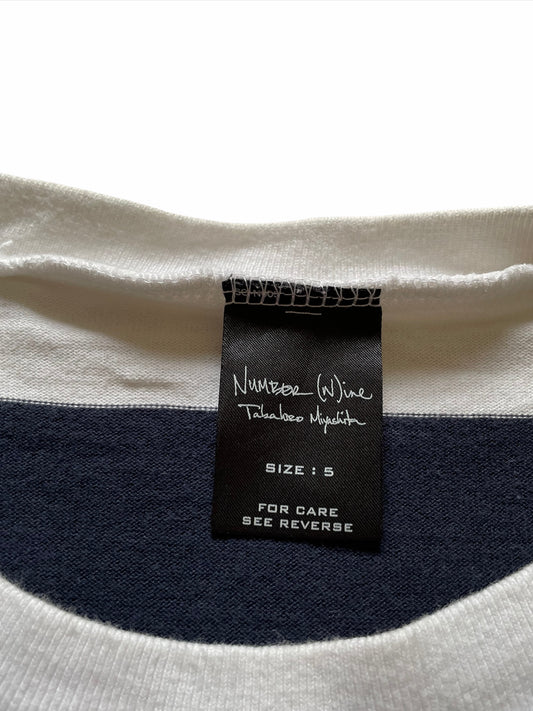 NUMBER (N)ine
Takahiro Miyashita
SIZE : 5
FOR CARE
SEE REVERSE